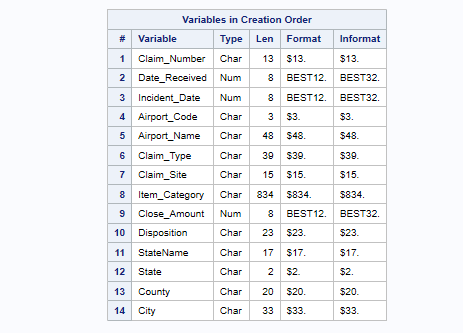 Variables in Creation Order
# Variable Type Len Format Informat
1 Claim_Number Char 13 $13. $13.
2 Date_Received Num 8 BEST12. BEST32.
3 Incident_Date Num 8 BEST12. BEST32.
4 Airport_Code Char 3 $3. $3.
5 Airport_Name Char 48 $48. $48.
6 Claim_Type Char 39 $39. $39.
7 Claim_Site Char 15 $15. $15.
8 Item_Category Char 834 $834. $834.
9 Close_Amount Num 8 BEST12. BEST32.
10 Disposition Char 23 $23. $23.
11 StateName Char 17 $17. $17.
12 State Char 2 $2. $2.
13 County Char 20 $20. $20.
14 City Char 33 $33. $33.